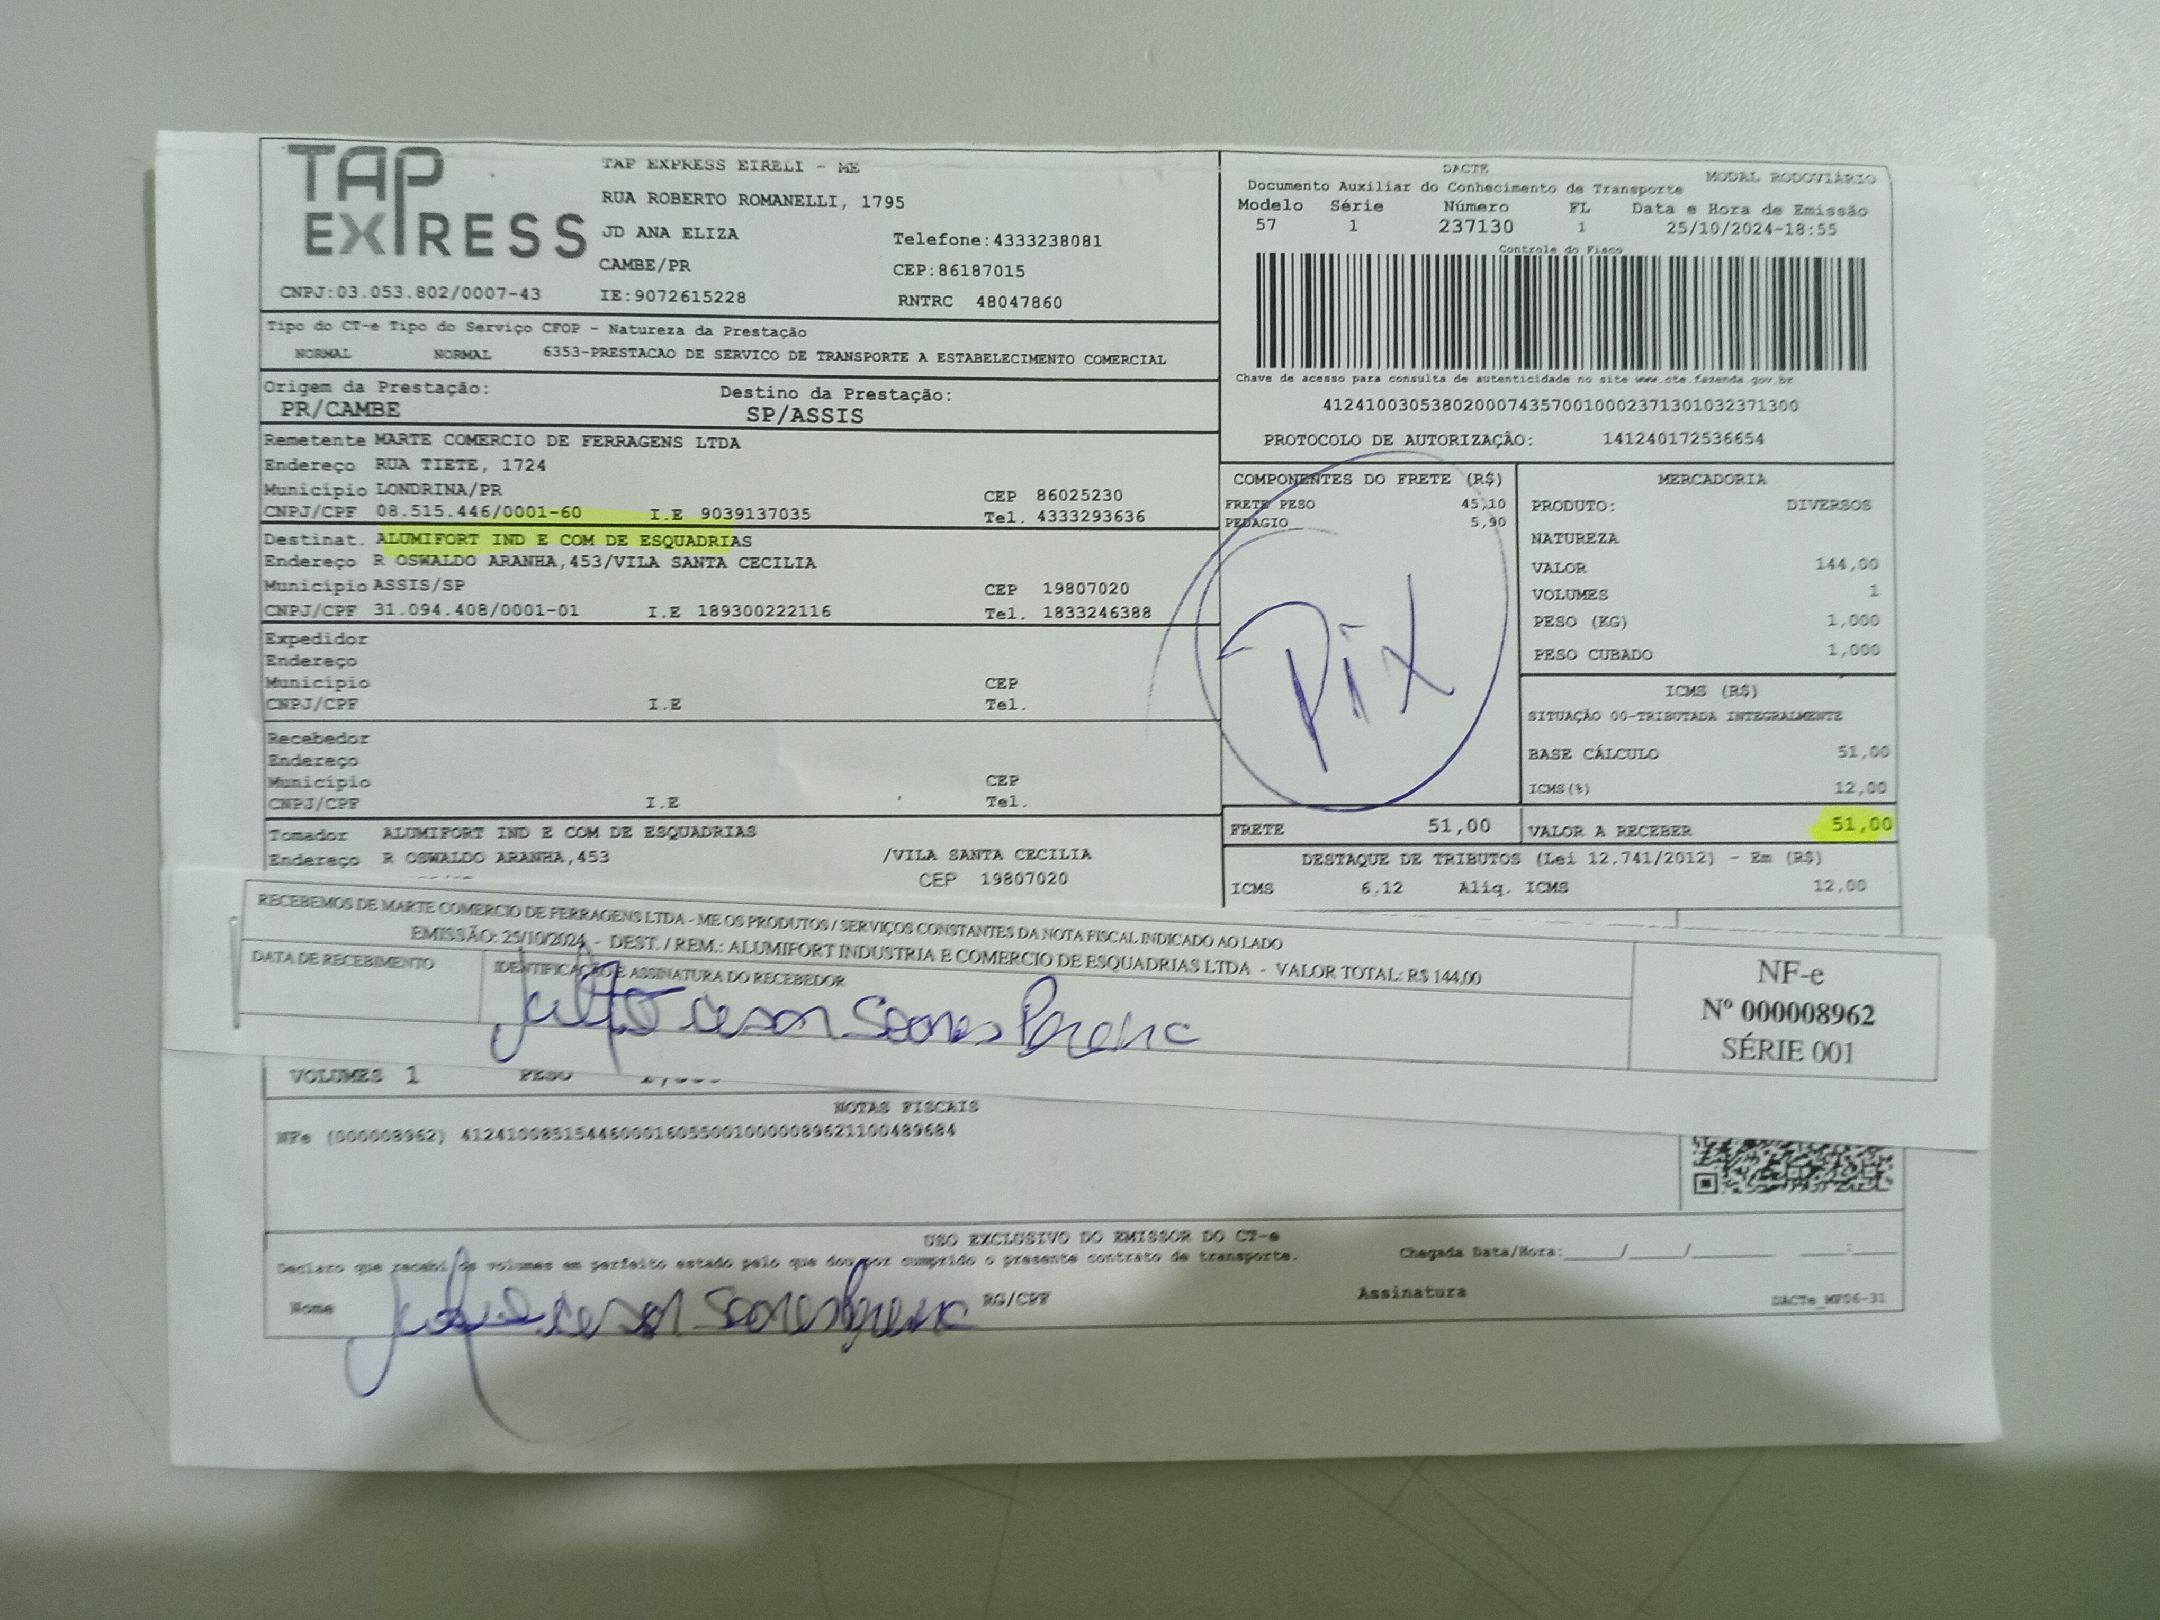 TAP EXPRESS
TAP EXPRESS EIRELI - ME
RUA ROBERTO ROMANELLI, 1795
JD ANA ELIZA Telefone:4333238081
CAMBE/PR CEP:86187015
CNPJ:03.053.802/0007-43 IE:9072615228 RNTRC 48047860
DACTE MODAL RODOVIÁRIO
Documento Auxiliar do Conhecimento de Transporte
Modelo Série Número FL Data e Hora de Emissão
57 1 237130 1 25/10/2024-18:55
Controle do Fisco
Chave de acesso para consulta de autenticidade no site www.cte.fazenda.gov.br
41241003053802000743570010002371301032371300
PROTOCOLO DE AUTORIZAÇÃO: 141240172536654
Tipo do CT-e Tipo do Serviço CFOP - Natureza da Prestação
NORMAL NORMAL 6353-PRESTACAO DE SERVICO DE TRANSPORTE A ESTABELECIMENTO COMERCIAL
Origem da Prestação: Destino da Prestação:
PR/CAMBE SP/ASSIS
Remetente MARTE COMERCIO DE FERRAGENS LTDA
Endereço RUA TIETE, 1724
Município LONDRINA/PR CEP 86025230
CNPJ/CPF 08.515.446/0001-60 I.E 9039137035 Tel. 4333293636
Destinat. ALUMIFORT IND E COM DE ESQUADRIAS
Endereço R OSWALDO ARANHA,453/VILA SANTA CECILIA
Município ASSIS/SP CEP 19807020
CNPJ/CPF 31.094.408/0001-01 I.E 189300222116 Tel. 1833246388
Expedidor
Endereço
Município CEP
CNPJ/CPF I.E Tel.
Recebedor
Endereço
Município CEP
CNPJ/CPF I.E Tel.
Tomador ALUMIFORT IND E COM DE ESQUADRIAS
Endereço R OSWALDO ARANHA,453 /VILA SANTA CECILIA
CEP 19807020
COMPONENTES DO FRETE (R$)
FRETE PESO 45,10
PEDAGIO 5,90
Pix
FRETE 51,00
MERCADORIA
PRODUTO: DIVERSOS
NATUREZA
VALOR 144,00
VOLUMES 1
PESO (KG) 1,000
PESO CUBADO 1,000
ICMS (R$)
SITUAÇÃO 00-TRIBUTADA INTEGRALMENTE
BASE CÁLCULO 51,00
ICMS(%) 12,00
VALOR A RECEBER 51,00
DESTAQUE DE TRIBUTOS (Lei 12.741/2012) - Em (R$)
ICMS 6.12 Aliq. ICMS 12,00
RECEBEMOS DE MARTE COMERCIO DE FERRAGENS LTDA - ME OS PRODUTOS / SERVIÇOS CONSTANTES DA NOTA FISCAL INDICADO AO LADO
EMISSÃO: 25/10/2024 - DEST. / REM.: ALUMIFORT INDUSTRIA E COMERCIO DE ESQUADRIAS LTDA - VALOR TOTAL: R$ 144,00
DATA DE RECEBIMENTO IDENTIFICAÇÃO E ASSINATURA DO RECEBEDOR
cesar Soares
NF-e
Nº 000008962
SÉRIE 001
VOLUMES 1 PESO
NOTAS FISCAIS
NFe (000008962) 41241008515446000160550010000089621100489684
USO EXCLUSIVO DO EMISSOR DO CT-e
Declaro que recebi os volumes em perfeito estado pelo que dou por cumprido o presente contrato de transporte.
Chegada Data/Hora:____/____/________ ____:____
Nome cesar Soares RG/CPF Assinatura
DACTe_MF06-31